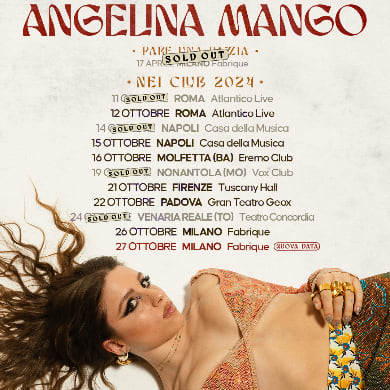 ANGELINA MANGO
• PARE UNA
SOLD OUT
17 APRILE MILANO Fabrique
• NEI CLUB 2024 •
11 SOLD OUT ROMA Atlantico Live
12 OTTOBRE ROMA Atlantico Live
14 SOLD OUT NAPOLI Casa della Musica
15 OTTOBRE NAPOLI Casa della Musica
16 OTTOBRE MOLFETTA (BA) Eremo Club
19 SOLD OUT NONANTOLA (MO) Vox Club
21 OTTOBRE FIRENZE Tuscany Hall
22 OTTOBRE PADOVA Gran Teatro Geox
24 SOLD OUT VENARIA REALE (TO) Teatro Concordia
26 OTTOBRE MILANO Fabrique
27 OTTOBRE MILANO Fabrique NUOVA DATA